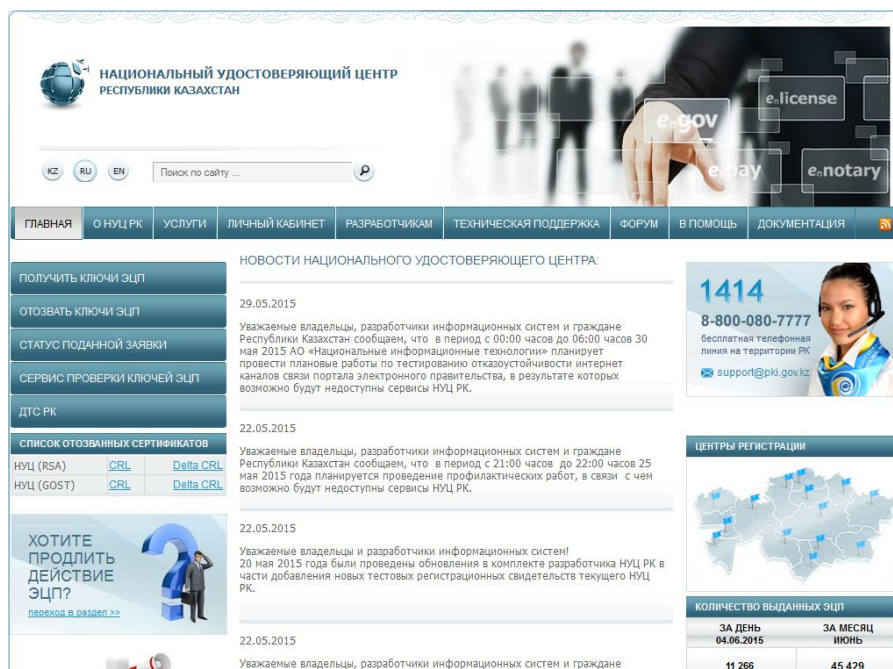 НАЦИОНАЛЬНЫЙ УДОСТОВЕРЯЮЩИЙ ЦЕНТР
РЕСПУБЛИКИ КАЗАХСТАН
e gov
e license
e pay
e notary
KZ RU EN Поиск по сайту ...
ГЛАВНАЯ О НУЦ РК УСЛУГИ ЛИЧНЫЙ КАБИНЕТ РАЗРАБОТЧИКАМ ТЕХНИЧЕСКАЯ ПОДДЕРЖКА ФОРУМ В ПОМОЩЬ ДОКУМЕНТАЦИЯ
ПОЛУЧИТЬ КЛЮЧИ ЭЦП
ОТОЗВАТЬ КЛЮЧИ ЭЦП
СТАТУС ПОДАННОЙ ЗАЯВКИ
СЕРВИС ПРОВЕРКИ КЛЮЧЕЙ ЭЦП
ДТС РК
СПИСОК ОТОЗВАННЫХ СЕРТИФИКАТОВ
НУЦ (RSA) CRL Delta CRL
НУЦ (GOST) CRL Delta CRL
ХОТИТЕ
ПРОДЛИТЬ
ДЕЙСТВИЕ
ЭЦП?
переход в раздел >>
НОВОСТИ НАЦИОНАЛЬНОГО УДОСТОВЕРЯЮЩЕГО ЦЕНТРА:
29.05.2015
Уважаемые владельцы, разработчики информационных систем и граждане
Республики Казахстан сообщаем, что в период с 00:00 часов до 06:00 часов 30
мая 2015 АО «Национальные информационные технологии» планирует
провести плановые работы по тестированию отказоустойчивости интернет
каналов связи портала электронного правительства, в результате которых
возможно будут недоступны сервисы НУЦ РК.
22.05.2015
Уважаемые владельцы, разработчики информационных систем и граждане
Республики Казахстан сообщаем, что в период с 21:00 часов до 22:00 часов 25
мая 2015 года планируется проведение профилактических работ, в связи с чем
возможно будут недоступны сервисы НУЦ РК.
22.05.2015
Уважаемые владельцы и разработчики информационных систем!
20 мая 2015 года были проведены обновления в комплекте разработчика НУЦ РК в
части добавления новых тестовых регистрационных свидетельств текущего НУЦ
РК.
22.05.2015
Уважаемые владельцы, разработчики информационных систем и граждане
1414
8-800-080-7777
бесплатная телефонная
линия на территории РК
support@pki.gov.kz
ЦЕНТРЫ РЕГИСТРАЦИИ
КОЛИЧЕСТВО ВЫДАННЫХ ЭЦП
ЗА ДЕНЬ ЗА МЕСЯЦ
04.06.2015 ИЮНЬ
11 266 45 429